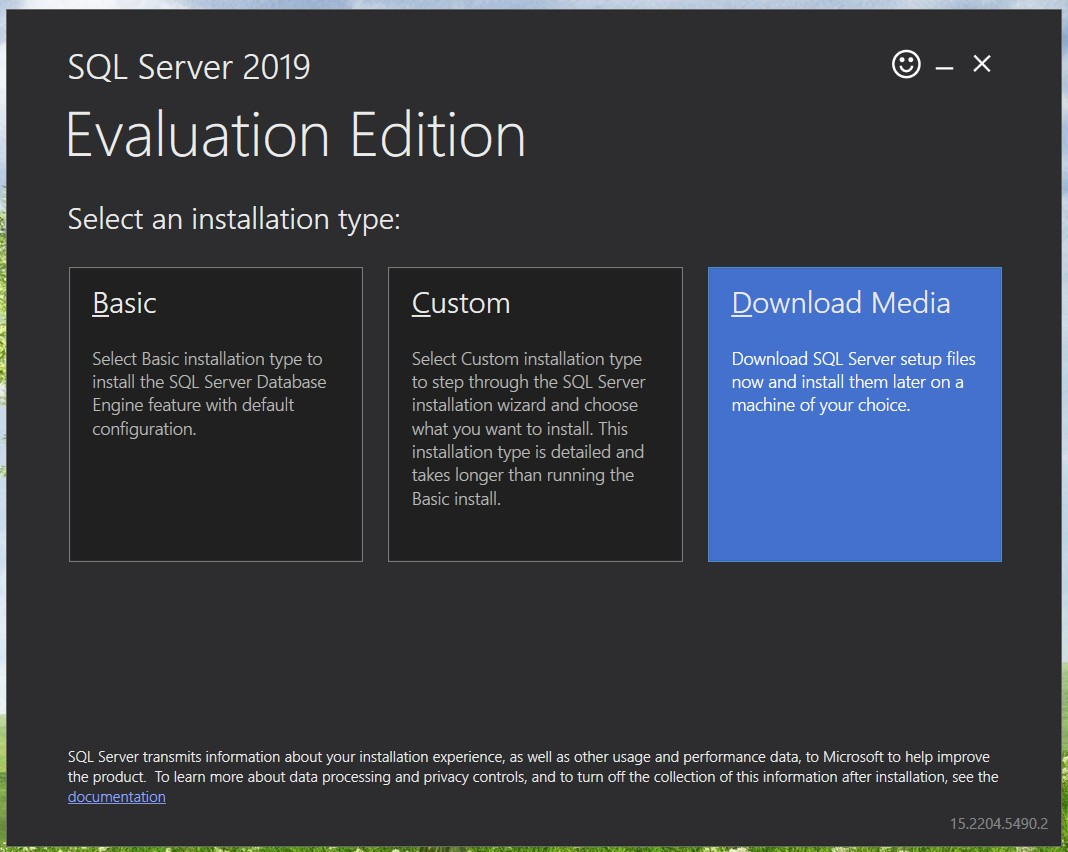 SQL Server 2019
Evaluation Edition
Select an installation type:
Basic
Select Basic installation type to
install the SQL Server Database
Engine feature with default
configuration.
Custom
Select Custom installation type
to step through the SQL Server
installation wizard and choose
what you want to install. This
installation type is detailed and
takes longer than running the
Basic install.
Download Media
Download SQL Server setup files
now and install them later on a
machine of your choice.
SQL Server transmits information about your installation experience, as well as other usage and performance data, to Microsoft to help improve
the product.  To learn more about data processing and privacy controls, and to turn off the collection of this information after installation, see the
documentation
15.2204.5490.2